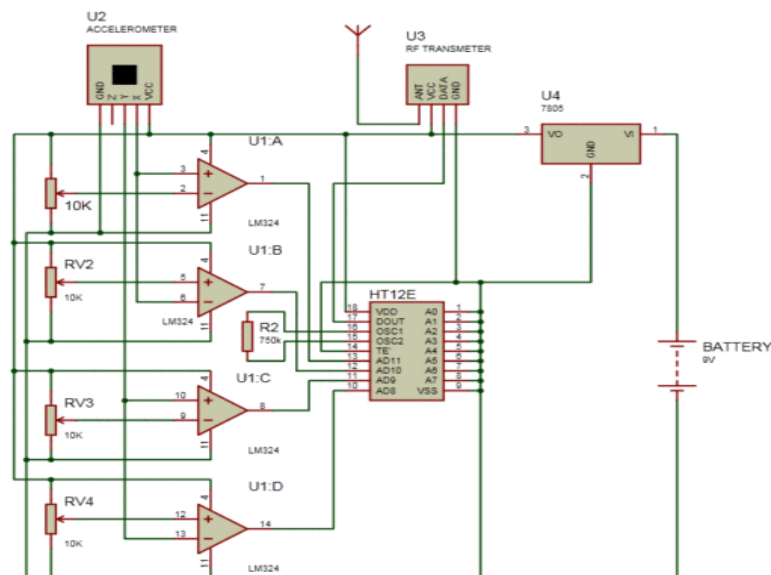 U2
ACCELEROMETER
GND
Z
Y
X
VCC
U3
RF TRANSMETER
ANT
VCC
DATA
GND
U4
7805
3
VO
VI
1
GND
2
U1:A
4
3
2
1
11
10K
LM324
U1:B
4
RV2
5
6
7
10K
LM324
11
HT12E
R2
750k
18 VDD A0 1
17 DOUT A1 2
16 OSC1 A2 3
15 OSC2 A3 4
14 TE' A4 5
13 AD11 A5 6
12 AD10 A6 7
11 AD9 A7 8
10 AD8 VSS 9
BATTERY
9V
U1:C
4
RV3
10
9
8
10K
11
LM324
U1:D
4
RV4
12
13
14
10K
11
LM324